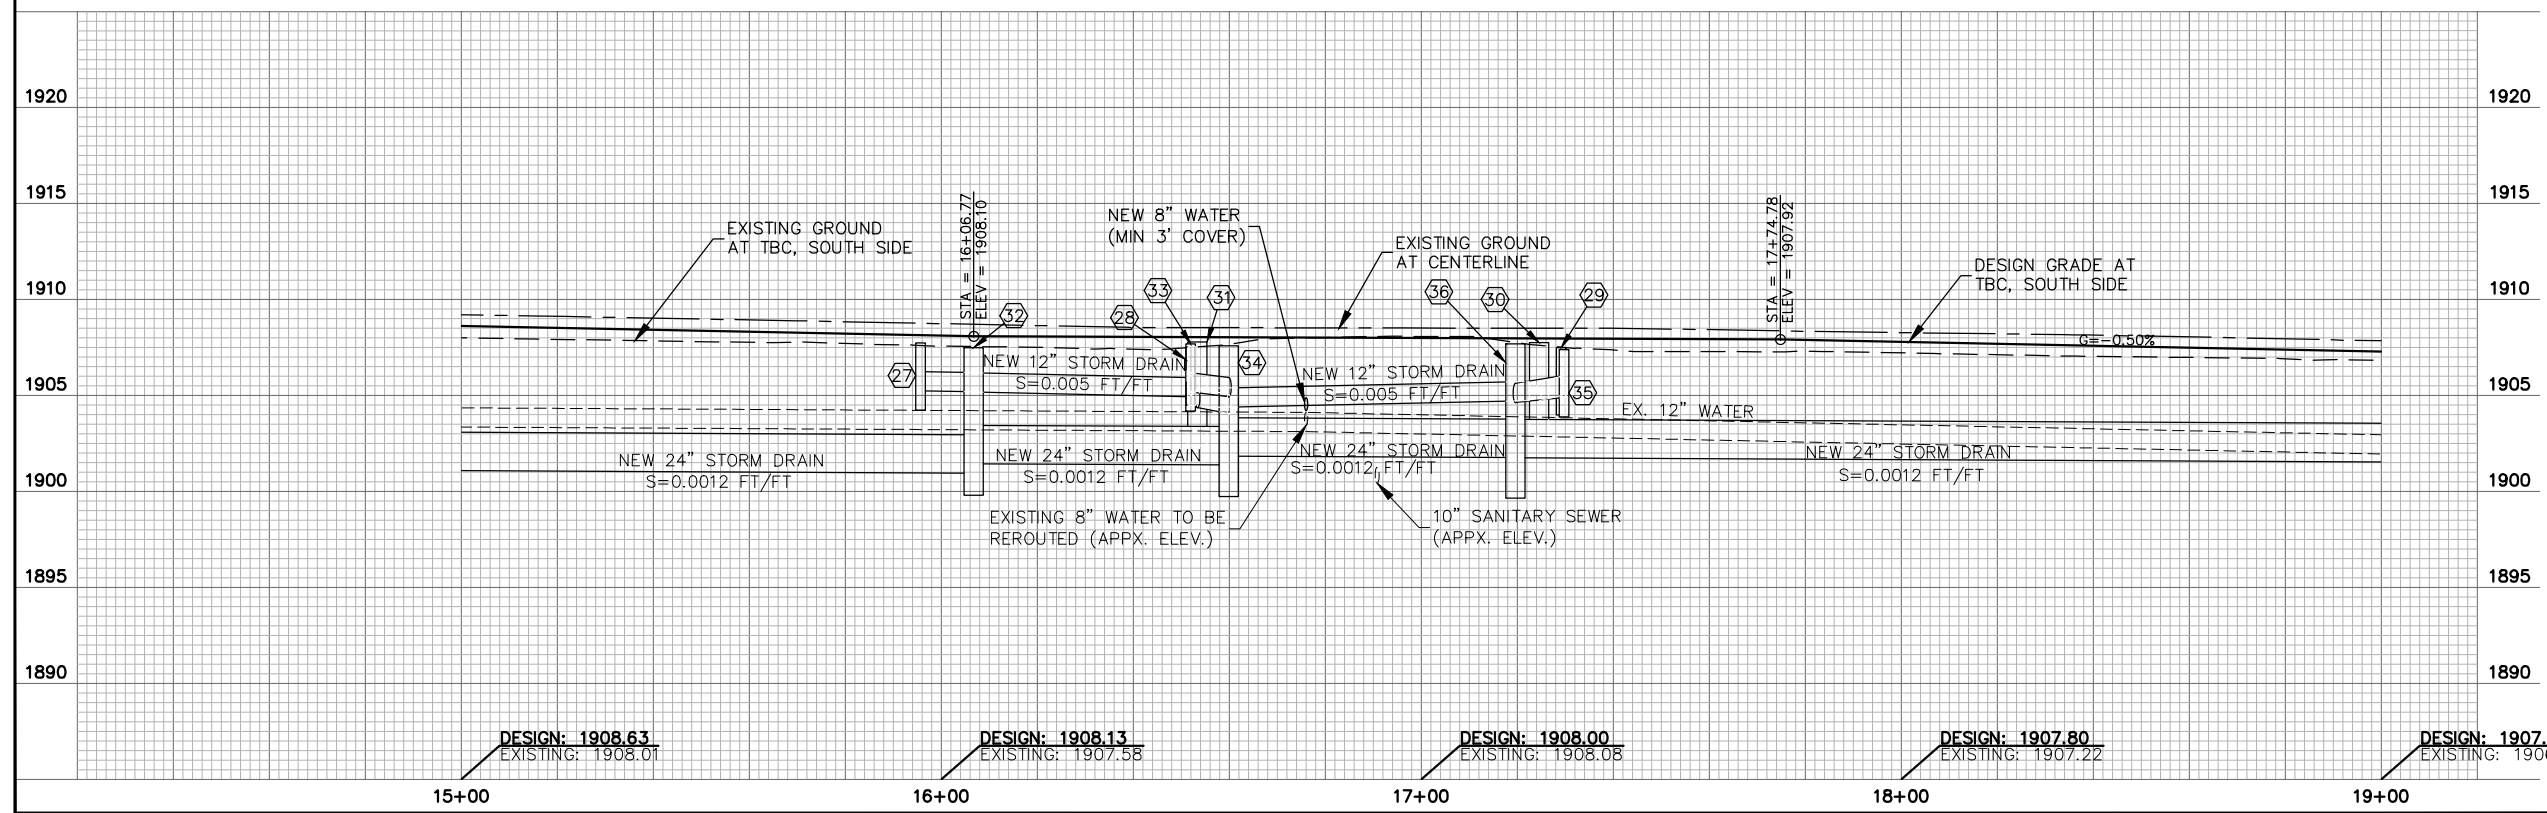 1920
1920
1915
1915
1910
1910
1905
1905
1900
1900
1895
1895
1890
1890
EXISTING GROUND
AT TBC, SOUTH SIDE
STA = 16+06.77
ELEV = 1908.10
NEW 8" WATER
(MIN 3' COVER)
EXISTING GROUND
AT CENTERLINE
STA = 17+74.78
ELEV = 1907.92
DESIGN GRADE AT
TBC, SOUTH SIDE
G=-0.50%
27
32
28
33
31
34
36
30
29
35
NEW 12" STORM DRAIN
S=0.005 FT/FT
NEW 12" STORM DRAIN
S=0.005 FT/FT
EX. 12" WATER
NEW 24" STORM DRAIN
S=0.0012 FT/FT
NEW 24" STORM DRAIN
S=0.0012 FT/FT
NEW 24" STORM DRAIN
S=0.0012 FT/FT
NEW 24" STORM DRAIN
S=0.0012 FT/FT
EXISTING 8" WATER TO BE
REROUTED (APPX. ELEV.)
10" SANITARY SEWER
(APPX. ELEV.)
DESIGN: 1908.63
EXISTING: 1908.01
DESIGN: 1908.13
EXISTING: 1907.58
DESIGN: 1908.00
EXISTING: 1908.08
DESIGN: 1907.80
EXISTING: 1907.22
DESIGN: 1907.
EXISTING:
15+00
16+00
17+00
18+00
19+00